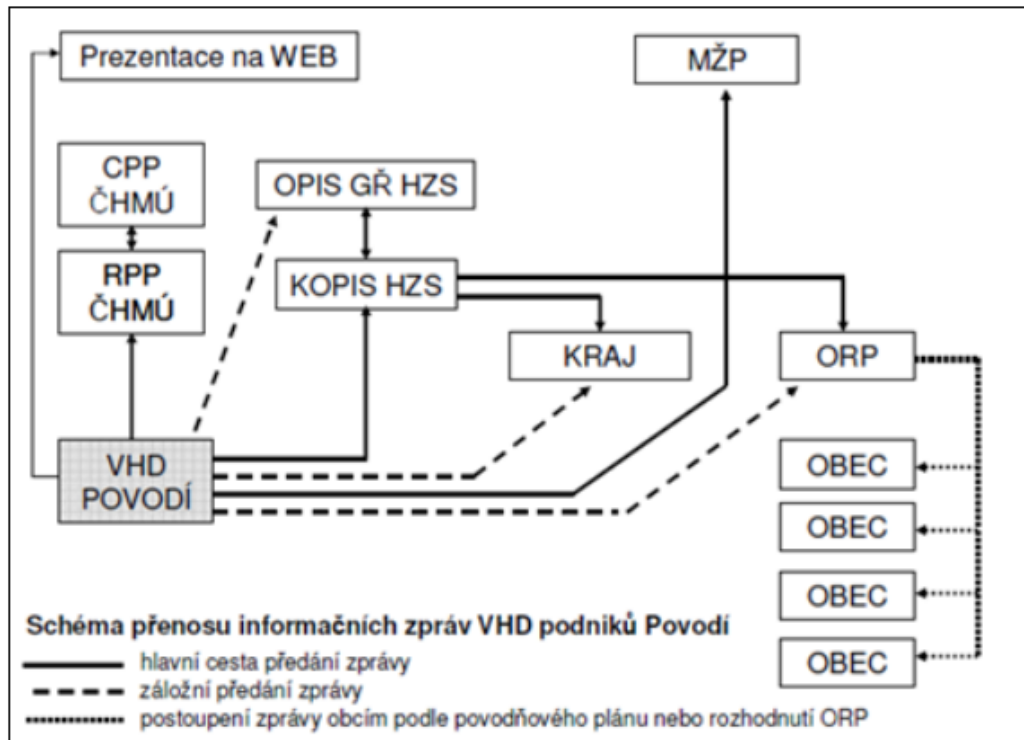 Prezentace na WEB
MŽP
CPP
ČHMÚ
OPIS GŘ HZS
RPP
ČHMÚ
KOPIS HZS
KRAJ
ORP
VHD
POVODÍ
OBEC
OBEC
OBEC
OBEC
Schéma přenosu informačních zpráv VHD podniků Povodí
hlavní cesta předání zprávy
záložní předání zprávy
postoupení zprávy obcím podle povodňového plánu nebo rozhodnutí ORP